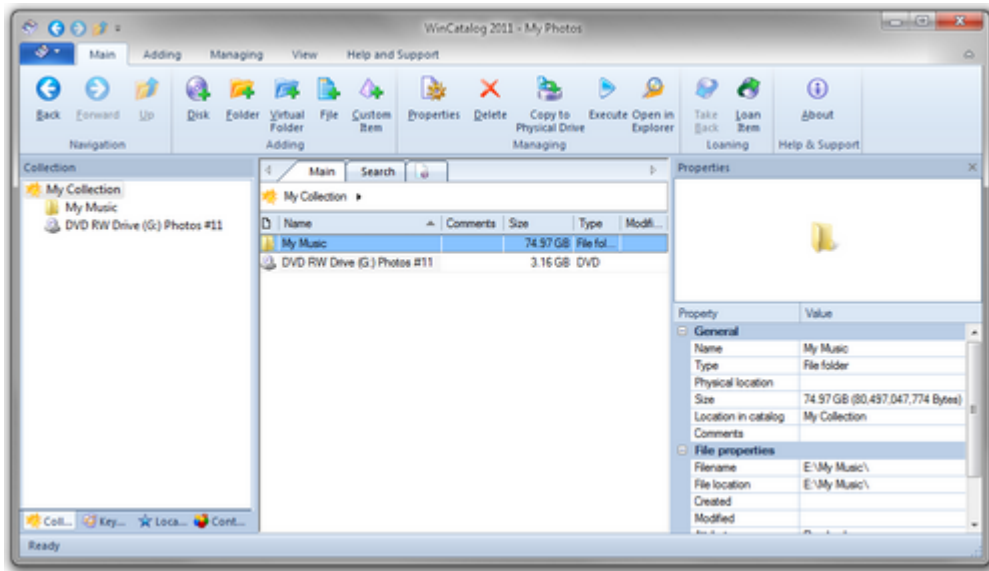 WinCatalog 2011 - My Photos
Main Adding Managing View Help and Support
Back Forward Up Disk Folder Virtual Folder File Custom Item Properties Delete Copy to Physical Drive Execute Open in Explorer Take Back Loan Item About
Navigation Adding Managing Loaning Help & Support
Collection
My Collection
My Music
DVD RW Drive (G:) Photos #11
Coll... Key... Loca... Cont...
Main Search
My Collection
Name Comments Size Type Modifi...
My Music 74.97 GB File fol...
DVD RW Drive (G:) Photos #11 3.16 GB DVD
Properties
Property Value
General
Name My Music
Type File folder
Physical location
Size 74.97 GB (80,497,047,774 Bytes)
Location in catalog My Collection
Comments
File properties
Filename E:\My Music\
File location E:\My Music\
Created
Modified
Ready